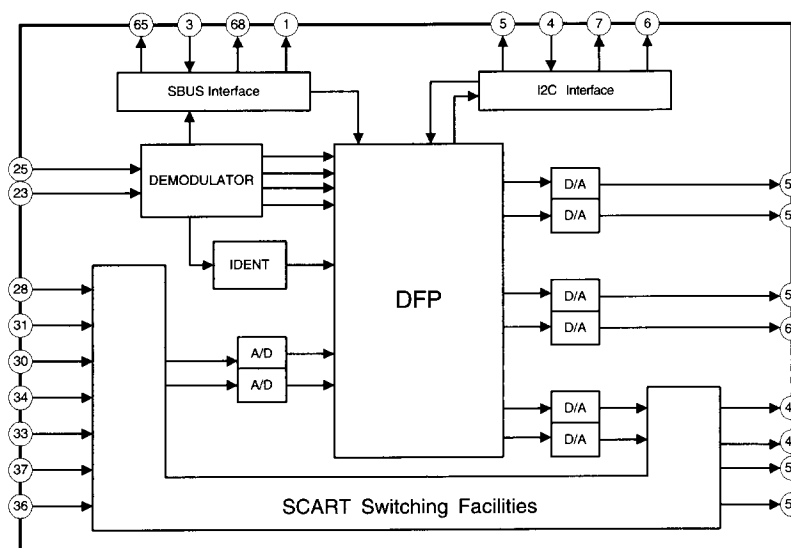 65 3 68 1 5 4 7 6
SBUS Interface
I2C Interface
25
23
DEMODULATOR
D/A
D/A
IDENT
DFP
28
31
30
34
33
37
36
D/A
D/A
A/D
A/D
D/A
D/A
SCART Switching Facilities